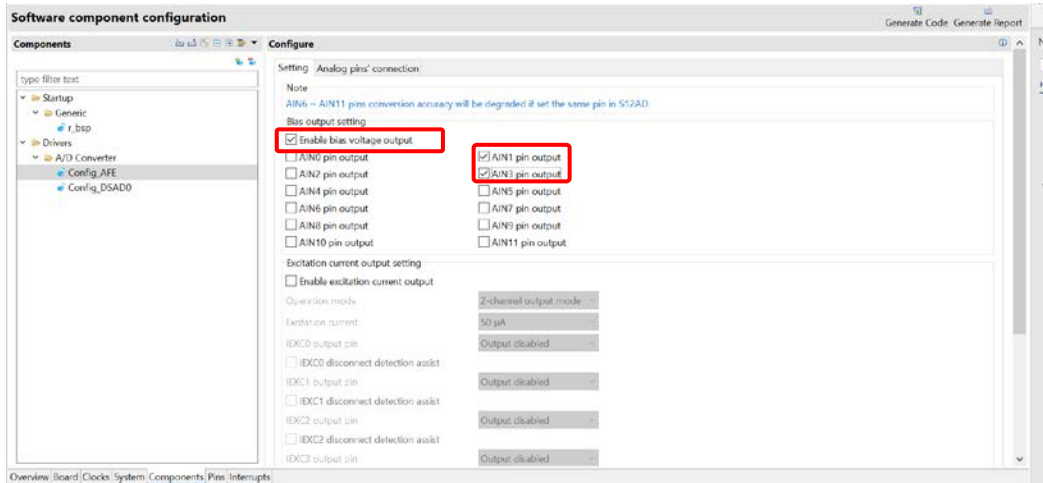 Software component configuration
Generate Code Generate Report
Components
Configure
Setting Analog pins' connection
type filter text
Startup
Generic
r_bsp
Drivers
A/D Converter
Config_AFE
Config_DSAD0
Note
AIN6 ~ AIN11 pins conversion accuracy will be degraded if set the same pin in S12AD.
Bias output setting
Enable bias voltage output
AIN0 pin output AIN1 pin output
AIN2 pin output AIN3 pin output
AIN4 pin output AIN5 pin output
AIN6 pin output AIN7 pin output
AIN8 pin output AIN9 pin output
AIN10 pin output AIN11 pin output
Excitation current output setting
Enable excitation current output
Operation mode 2-channel output mode
Excitation current 50 μA
IEXC0 output pin Output disabled
IEXC0 disconnect detection assist
IEXC1 output pin Output disabled
IEXC1 disconnect detection assist
IEXC2 output pin Output disabled
IEXC2 disconnect detection assist
IEXC3 output pin Output disabled
Overview Board Clocks System Components Pins Interrupts